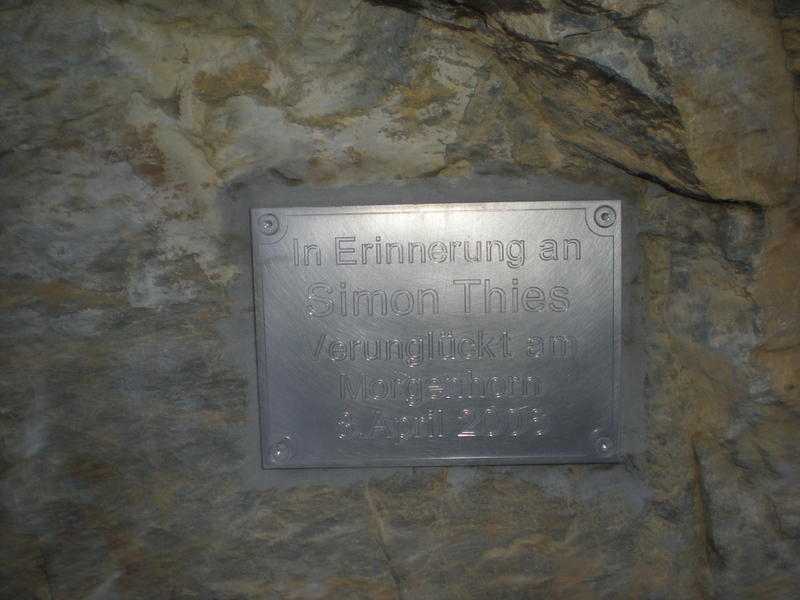 In Erinnerung an
Simon Thies
Verunglückt am
Morgenhorn
April